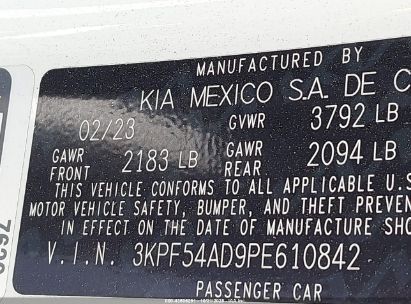 MANUFACTURED BY
KIA MEXICO S.A. DE C
02/23 GVWR 3792 LB
GAWR FRONT 2183 LB GAWR REAR 2094 LB
THIS VEHICLE CONFORMS TO ALL APPLICABLE U.S
MOTOR VEHICLE SAFETY, BUMPER, AND THEFT PREVEN
IN EFFECT ON THE DATE OF MANUFACTURE SHO
V.I.N. 3KPF54AD9PE610842
PASSENGER CAR